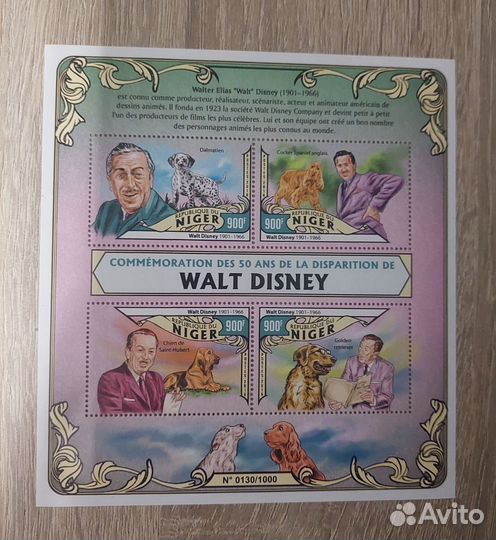 Walter Elias "Walt" Disney (1901–1966)
est connu comme producteur, réalisateur, scénariste, acteur et animateur américain de
dessins animés. Il fonda en 1923 la société Walt Disney Company et devint petit à petit
l'un des producteurs de films les plus célèbres. Lui et son équipe ont créé un bon nombre
des personnages animés les plus connus au monde.
Dalmatien
RÉPUBLIQUE DU
NIGER
900F
Walt Disney 1901–1966
Cocker spaniel anglais
RÉPUBLIQUE DU
NIGER
900F
Walt Disney 1901–1966
COMMÉMORATION DES 50 ANS DE LA DISPARITION DE
WALT DISNEY
Walt Disney 1901–1966
RÉPUBLIQUE DU
NIGER
900F
Chien de
Saint-Hubert
Walt Disney 1901–1966
RÉPUBLIQUE DU
NIGER
900F
Golden
retriever
N° 0130/1000
Avito